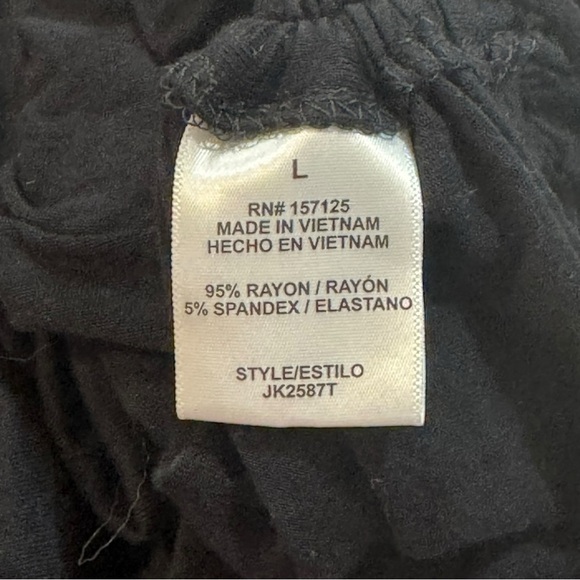 L
RN# 157125
MADE IN VIETNAM
HECHO EN VIETNAM
95% RAYON / RAYÓN
5% SPANDEX / ELASTANO
STYLE/ESTILO
JK2587T